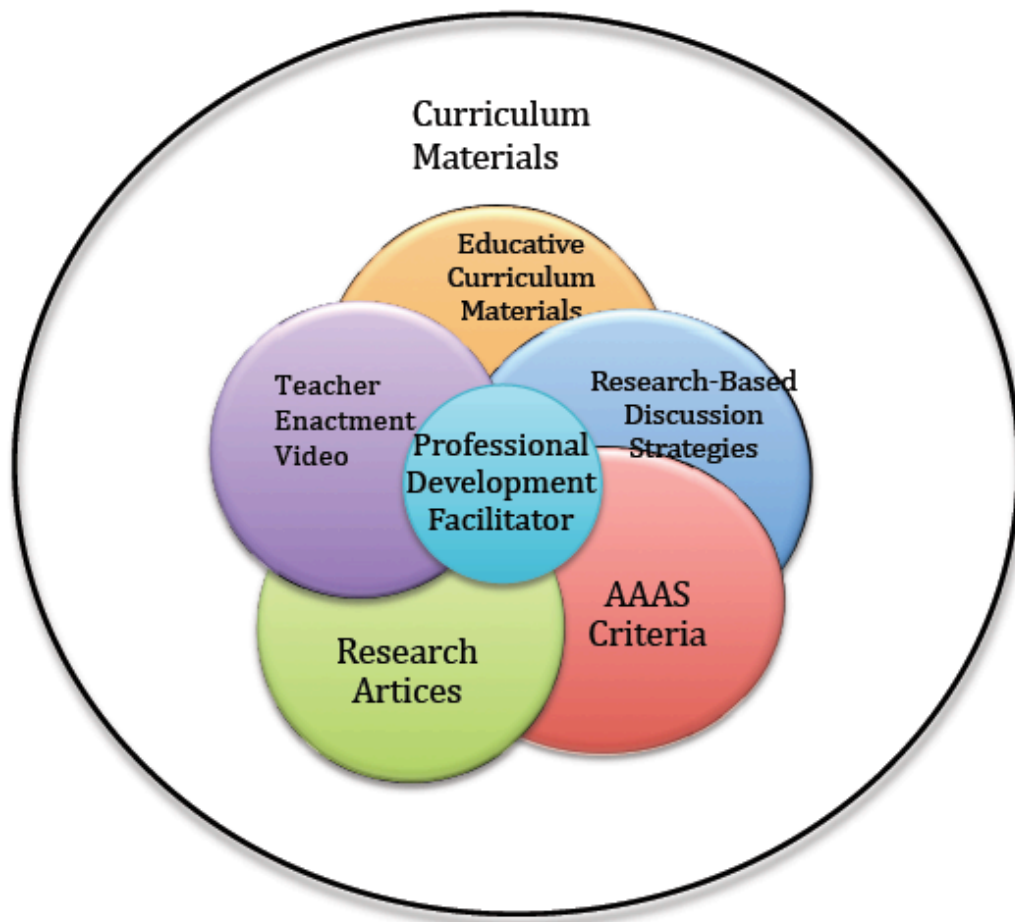 Curriculum
Materials
Educative
Curriculum
Materials
Teacher
Enactment
Video
Research-Based
Discussion
Strategies
Professional
Development
Facilitator
AAAS
Criteria
Research
Artices